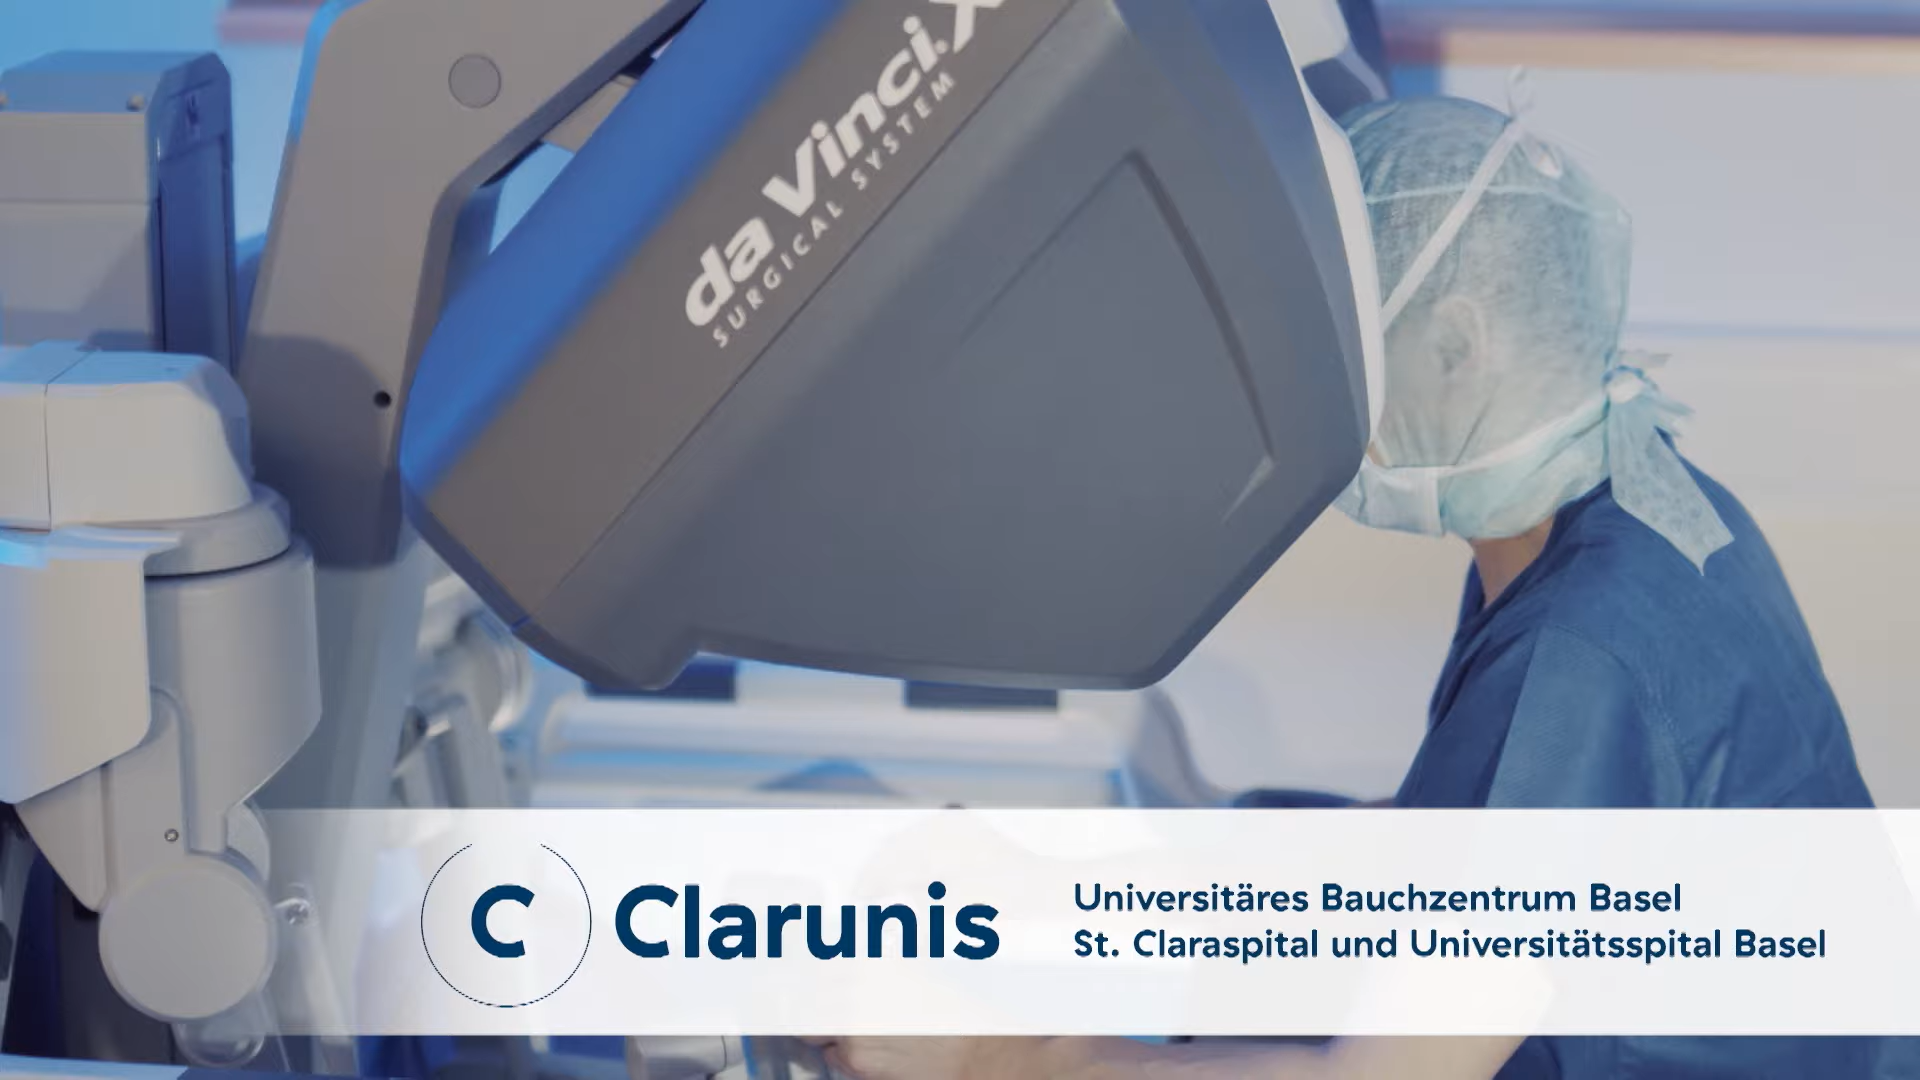 da Vinci. X
SURGICAL SYSTEM
C Clarunis
Universitäres Bauchzentrum Basel
St. Claraspital und Universitätsspital Basel